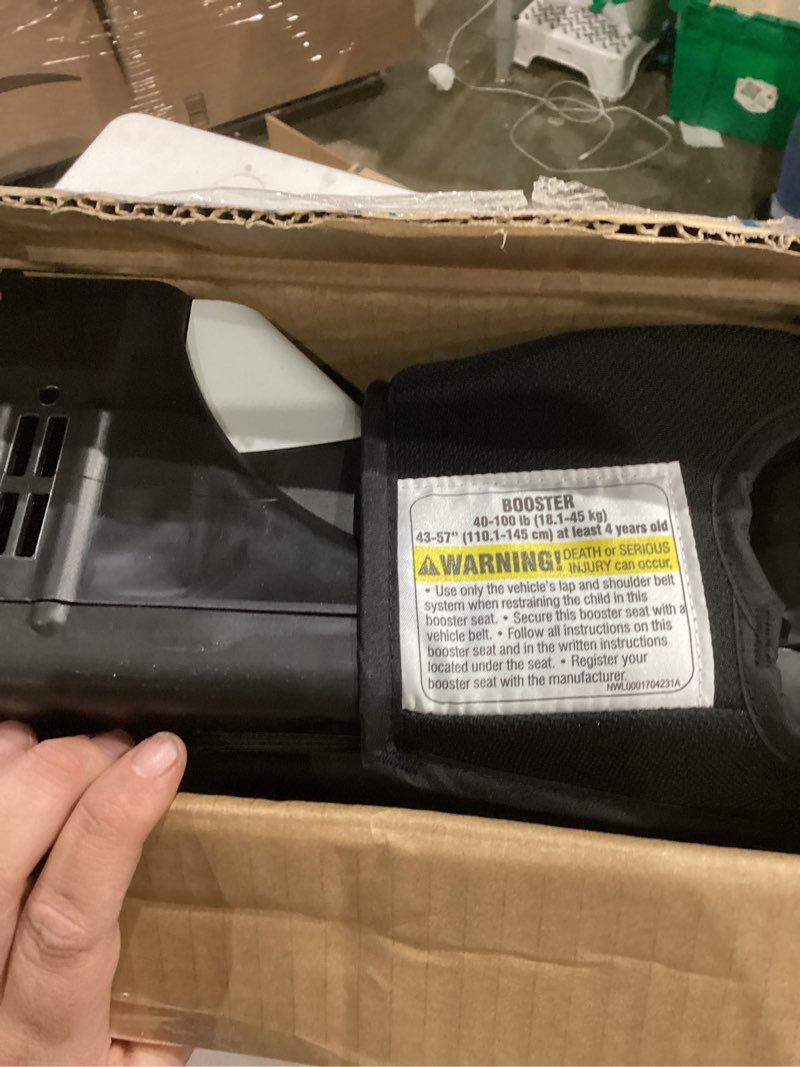 BOOSTER
40-100 lb (18.1-45 kg)
43-57" (110.1-145 cm) at least 4 years old
WARNING! DEATH or SERIOUS
INJURY can occur,
• Use only the vehicle's lap and shoulder belt
system when restraining the child in this
booster seat. • Secure this booster seat with a
vehicle belt. • Follow all instructions on this
booster seat and in the written instructions
located under the seat. • Register your
booster seat with the manufacturer.
NWL0001704231A